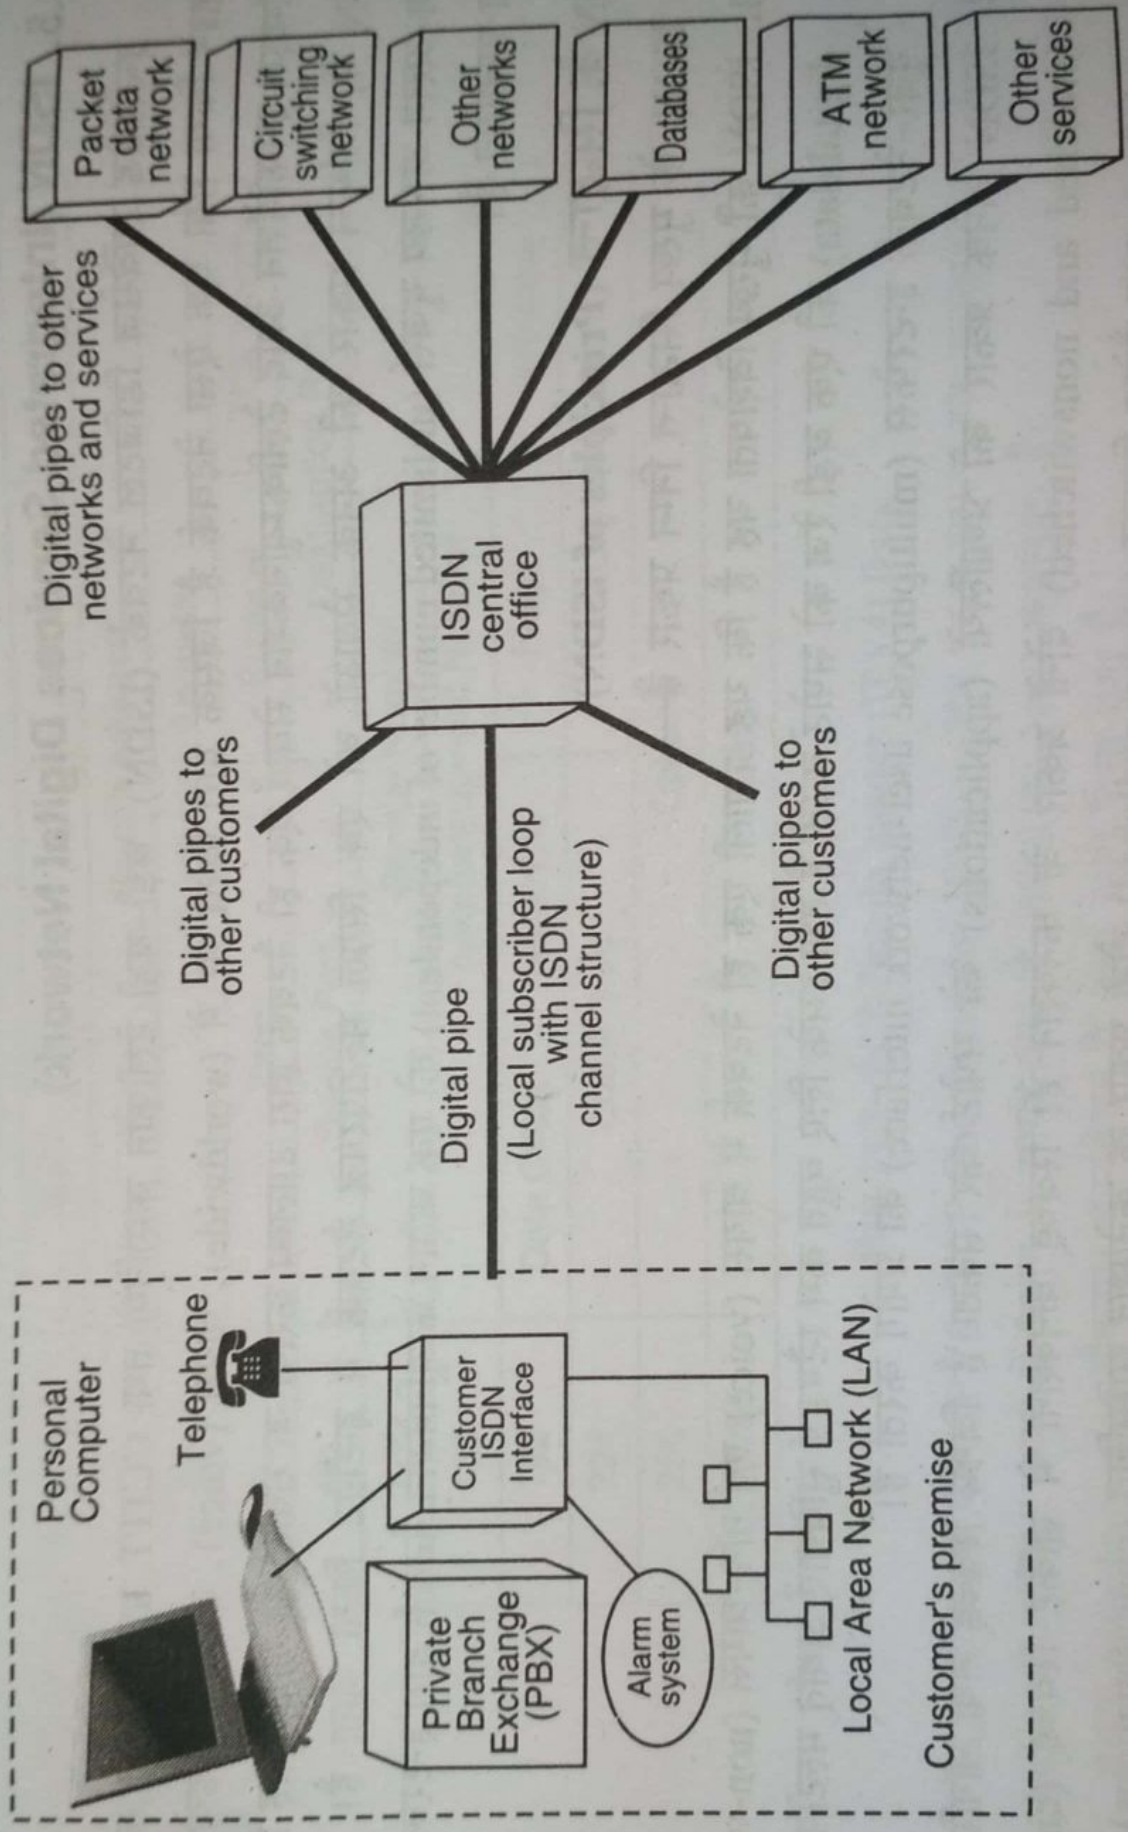 Personal
Computer
Telephone
Private
Branch
Exchange
(PBX)
Customer
ISDN
Interface
Alarm
system
Local Area Network (LAN)
Customer's premise
Digital pipe
(Local subscriber loop
with ISDN
channel structure)
Digital pipes to
other customers
Digital pipes to
other customers
ISDN
central
office
Digital pipes to other
networks and services
Packet
data
network
Circuit
switching
network
Other
networks
Databases
ATM
network
Other
services